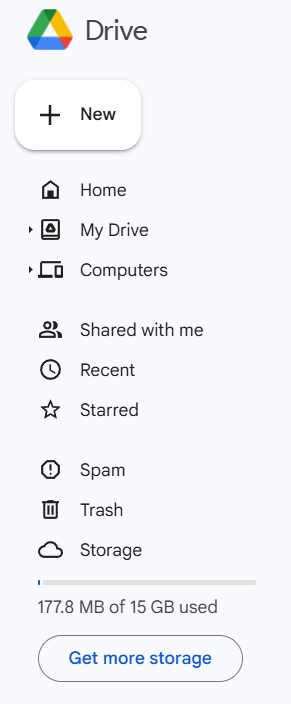 Drive
New
Home
My Drive
Computers
Shared with me
Recent
Starred
Spam
Trash
Storage
177.8 MB of 15 GB used
Get more storage